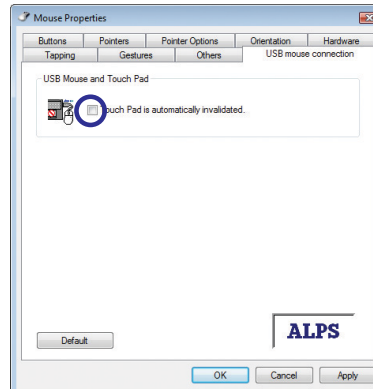 Mouse Properties
Buttons Pointers Pointer Options Orientation Hardware
Tapping Gestures Others USB mouse connection
USB Mouse and Touch Pad
Touch Pad is automatically invalidated.
ALPS
Default
OK Cancel Apply